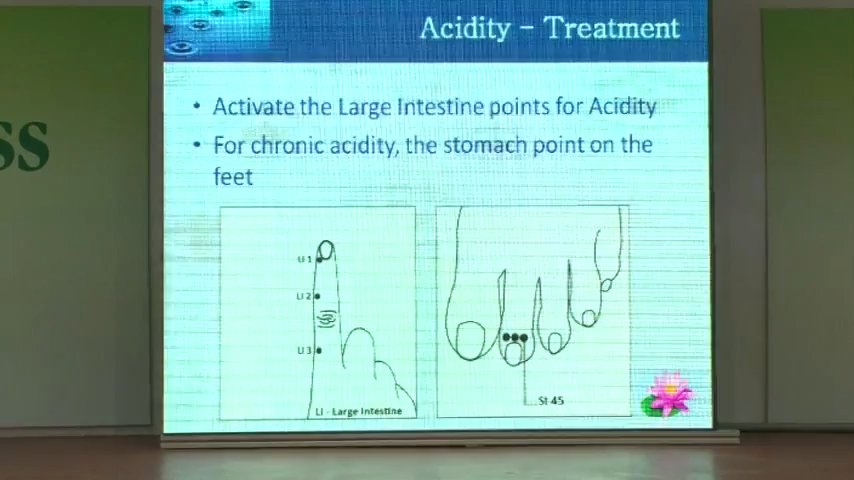 Acidity – Treatment
ss
• Activate the Large Intestine points for Acidity
• For chronic acidity, the stomach point on the
feet
LI 1
LI 2
LI 3
LI - Large Intestine
St 45